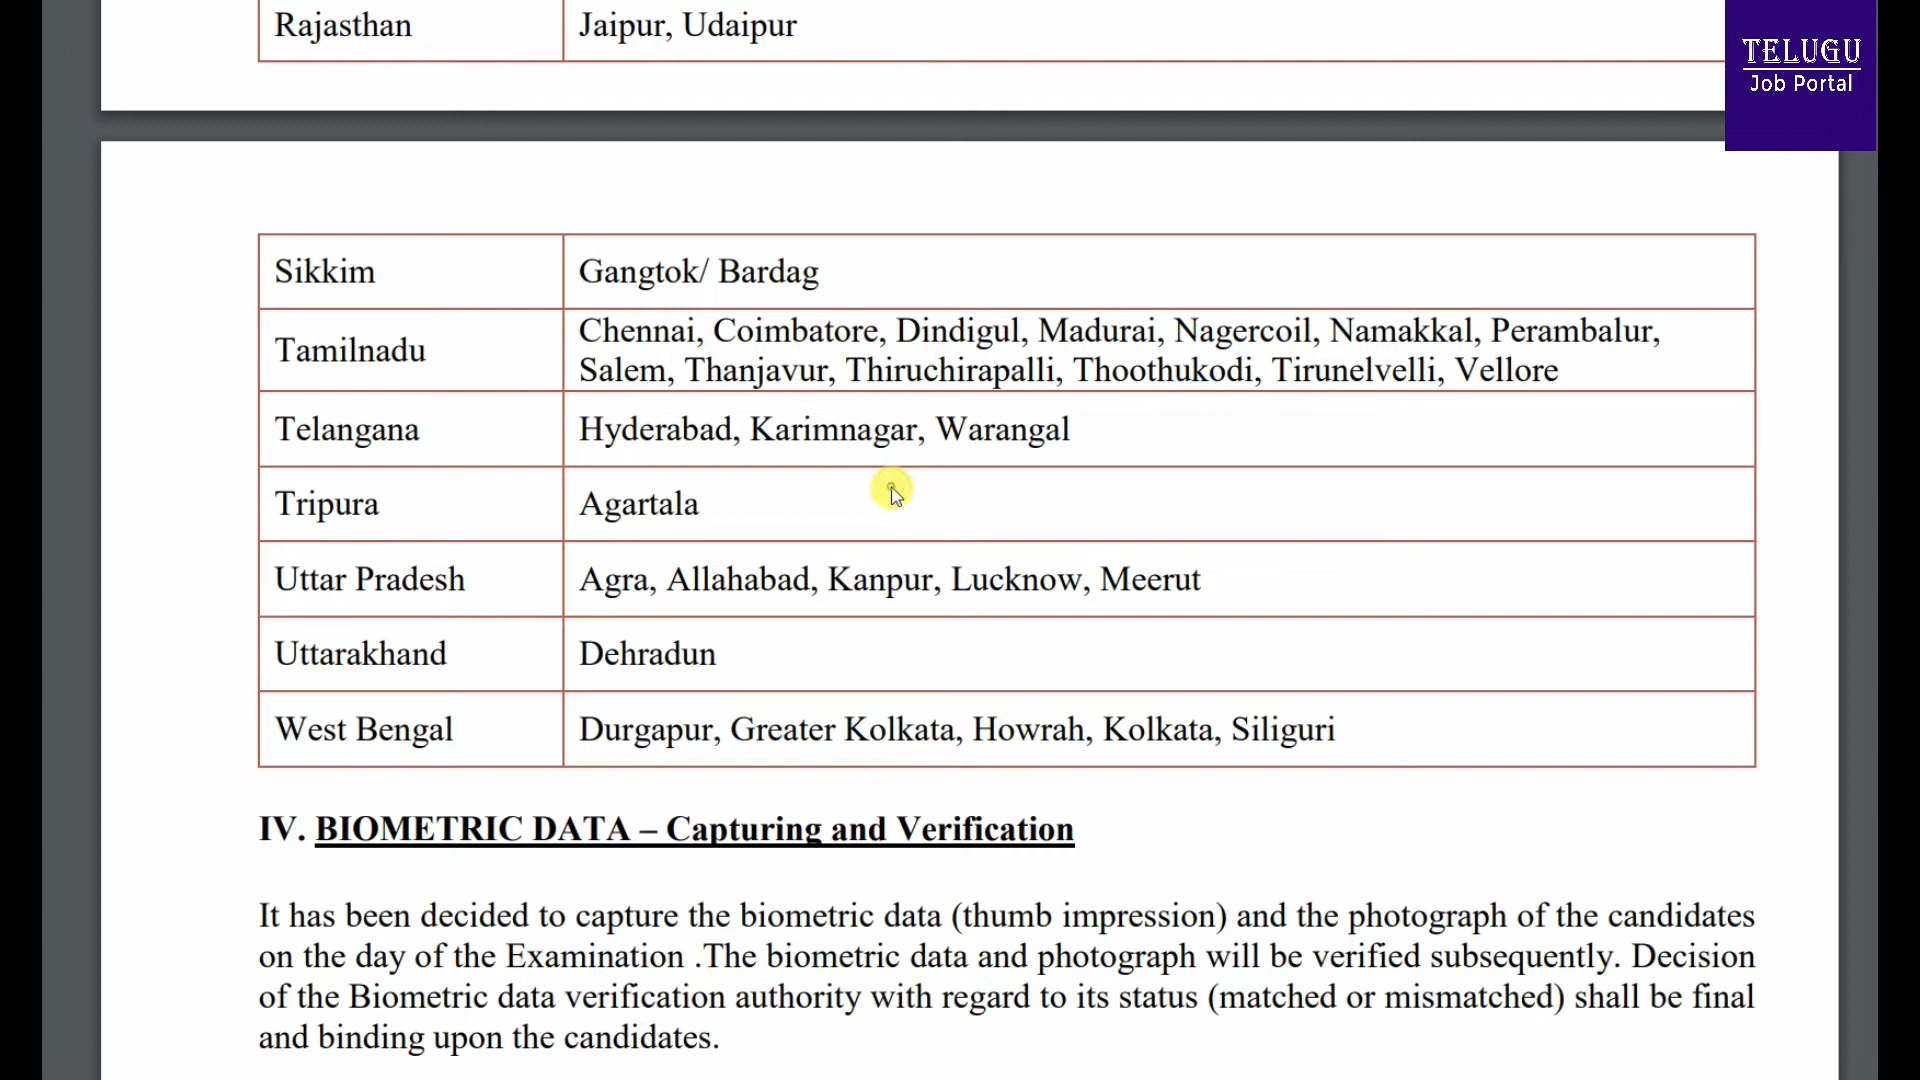 Rajasthan Jaipur, Udaipur
TELUGU
Job Portal
Sikkim Gangtok/ Bardag
Tamilnadu Chennai, Coimbatore, Dindigul, Madurai, Nagercoil, Namakkal, Perambalur,
Salem, Thanjavur, Thiruchirapalli, Thoothukodi, Tirunelvelli, Vellore
Telangana Hyderabad, Karimnagar, Warangal
Tripura Agartala
Uttar Pradesh Agra, Allahabad, Kanpur, Lucknow, Meerut
Uttarakhand Dehradun
West Bengal Durgapur, Greater Kolkata, Howrah, Kolkata, Siliguri
IV. BIOMETRIC DATA – Capturing and Verification
It has been decided to capture the biometric data (thumb impression) and the photograph of the candidates
on the day of the Examination .The biometric data and photograph will be verified subsequently. Decision
of the Biometric data verification authority with regard to its status (matched or mismatched) shall be final
and binding upon the candidates.